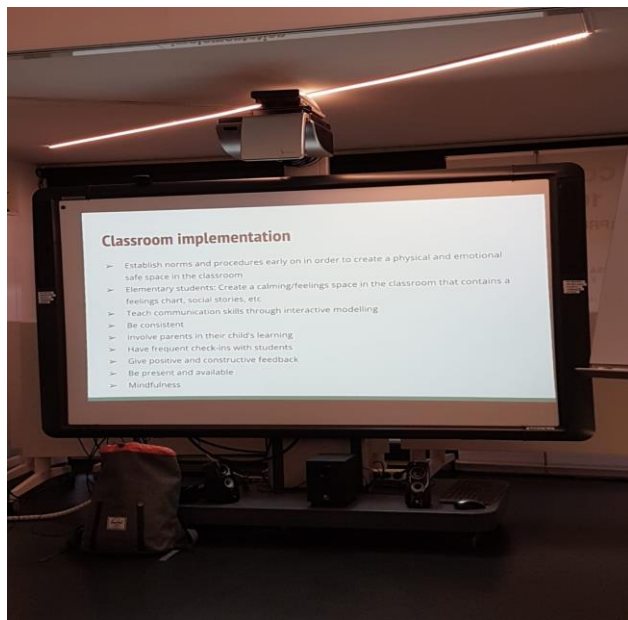 Classroom implementation
➢ Establish norms and procedures early on in order to create a physical and emotional
safe space in the classroom
➢ Elementary students: Create a calming/feelings space in the classroom that contains a
feelings chart, social stories, etc
➢ Teach communication skills through interactive modelling
➢ Be consistent
➢ Involve parents in their child's learning
➢ Have frequent check-ins with students
➢ Give positive and constructive feedback
➢ Be present and available
➢ Mindfulness